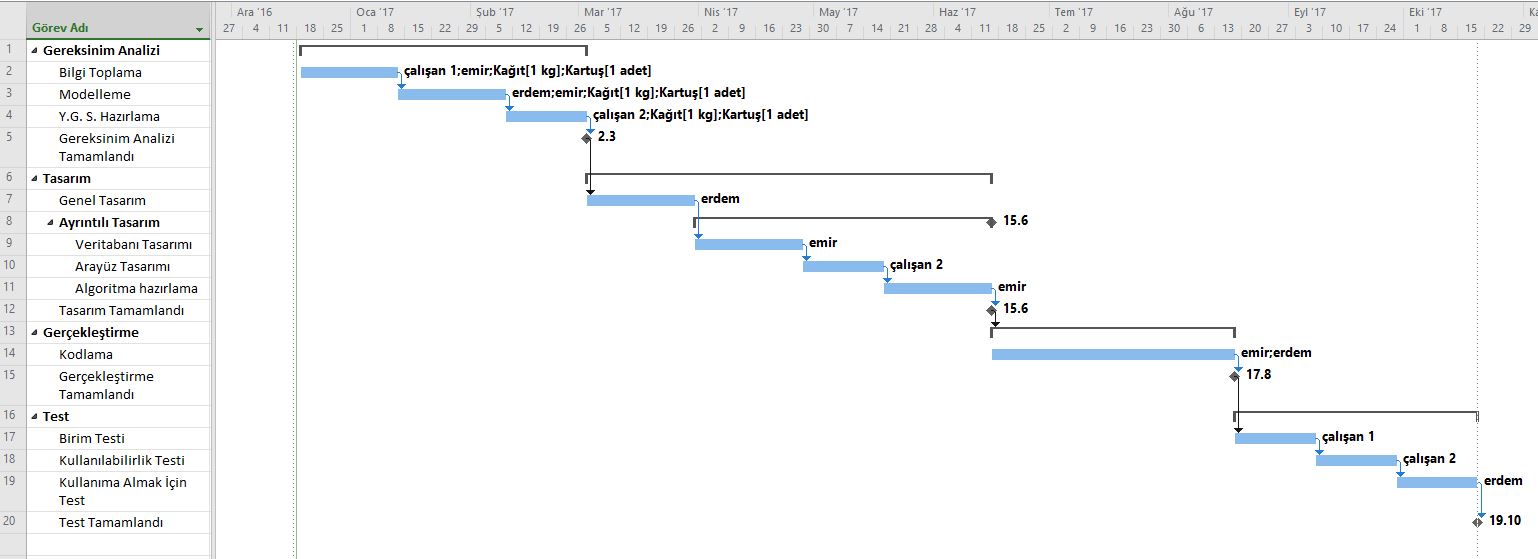 Görev Adı
Ara '16 Oca '17 Şub '17 Mar '17 Nis '17 May '17 Haz '17 Tem '17 Ağu '17 Eyl '17 Eki '17 Ka
27 4 11 18 25 1 8 15 22 29 5 12 19 26 5 12 19 26 2 9 16 23 30 7 14 21 28 4 11 18 25 2 9 16 23 30 6 13 20 27 3 10 17 24 1 8 15 22 29
1 Gereksinim Analizi
2 Bilgi Toplama çalışan 1;emir;Kağıt[1 kg];Kartuş[1 adet]
3 Modelleme erdem;emir;Kağıt[1 kg];Kartuş[1 adet]
4 Y.G. S. Hazırlama çalışan 2;Kağıt[1 kg];Kartuş[1 adet]
5 Gereksinim Analizi 2.3
Tamamlandı
6 Tasarım
7 Genel Tasarım erdem
8 Ayrıntılı Tasarım 15.6
9 Veritabanı Tasarımı emir
10 Arayüz Tasarımı çalışan 2
11 Algoritma hazırlama emir
12 Tasarım Tamamlandı 15.6
13 Gerçekleştirme
14 Kodlama emir;erdem
15 Gerçekleştirme 17.8
Tamamlandı
16 Test
17 Birim Testi çalışan 1
18 Kullanılabilirlik Testi çalışan 2
19 Kullanıma Almak İçin erdem
Test
20 Test Tamamlandı 19.10